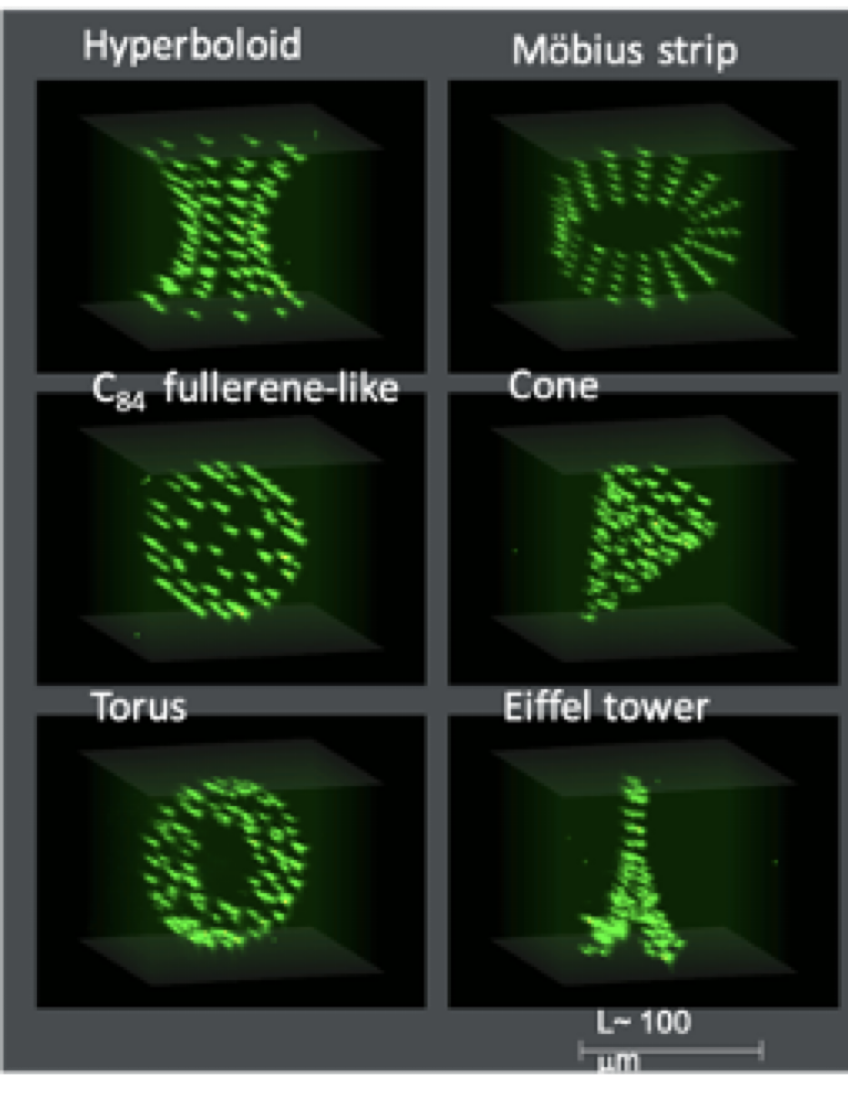 Hyperboloid
Möbius strip
C₈₄ fullerene-like
Cone
Torus
Eiffel tower
L~ 100
μm